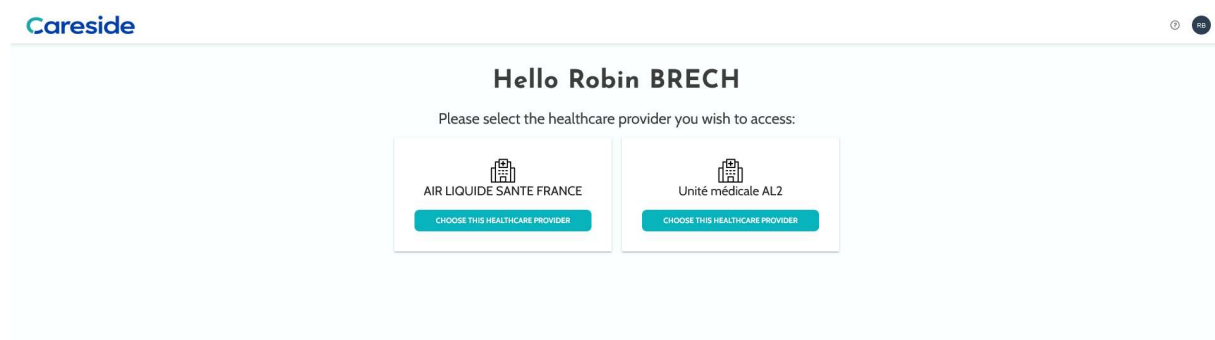 Careside
? RB
Hello Robin BRECH
Please select the healthcare provider you wish to access:
AIR LIQUIDE SANTE FRANCE
CHOOSE THIS HEALTHCARE PROVIDER
Unité médicale AL2
CHOOSE THIS HEALTHCARE PROVIDER